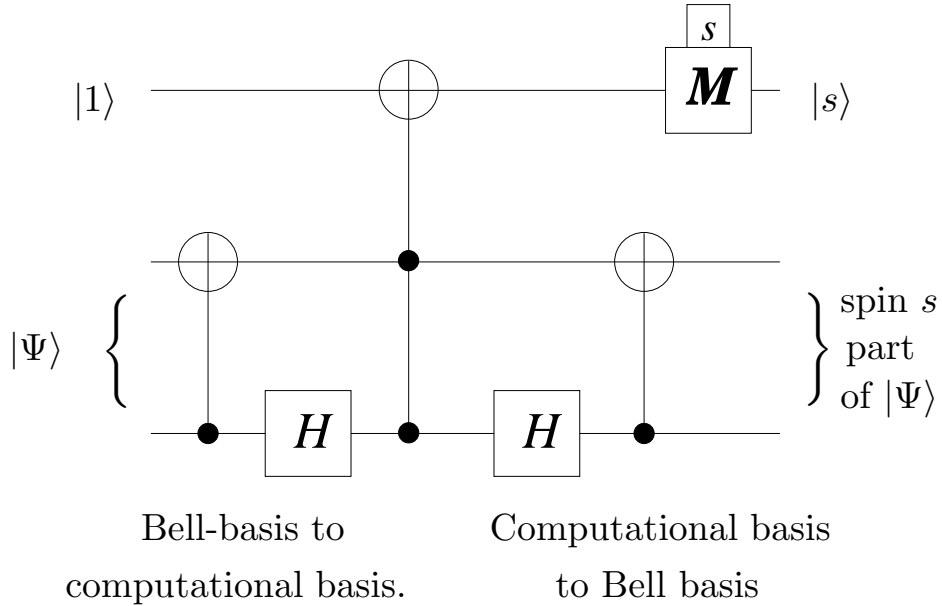 s
|1⟩ M |s⟩
|Ψ⟩
H H
spin s
part
of |Ψ⟩
Bell-basis to
computational basis.
Computational basis
to Bell basis